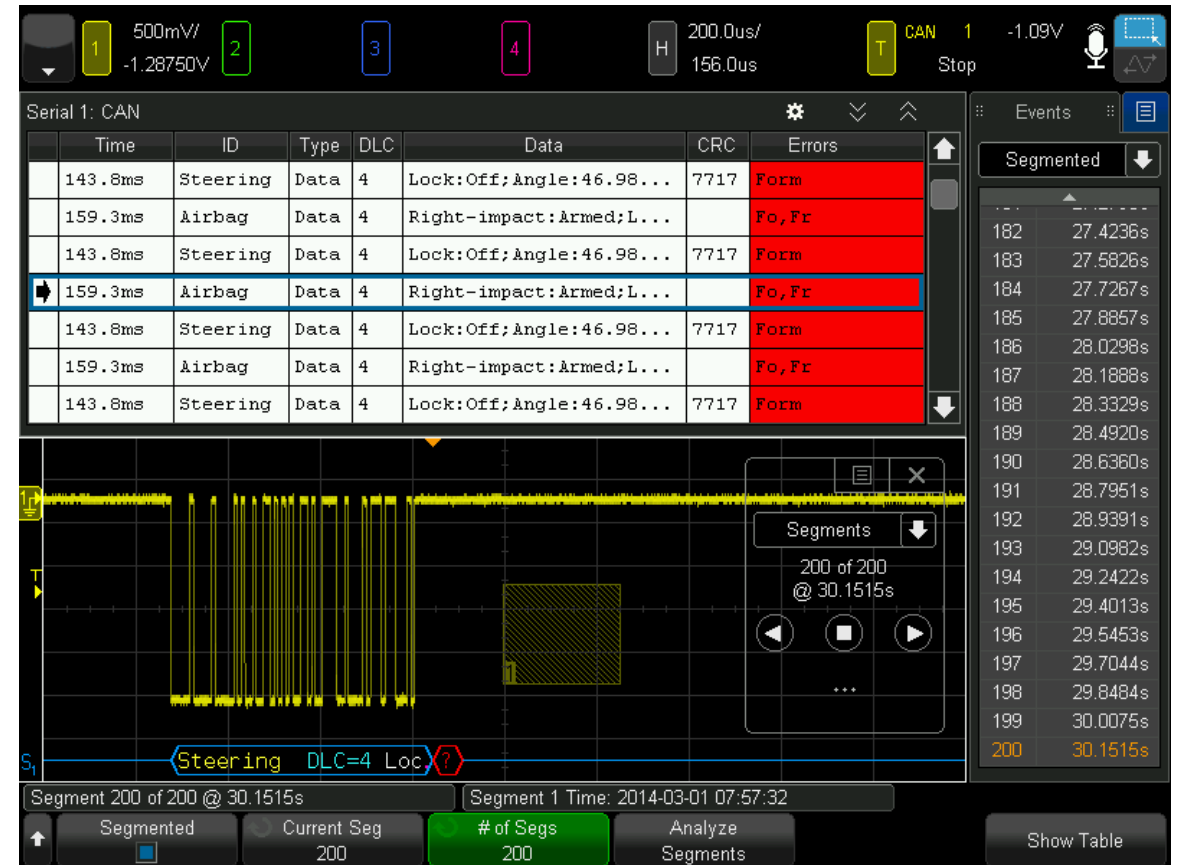 1 500mV/ 2 3 4 H 200.0us/ T CAN 1 -1.09V
-1.28750V 156.0us Stop
Serial 1: CAN
Time ID Type DLC Data CRC Errors
143.8ms Steering Data 4 Lock:Off;Angle:46.98... 7717 Form
159.3ms Airbag Data 4 Right-impact:Armed;L... Fo,Fr
143.8ms Steering Data 4 Lock:Off;Angle:46.98... 7717 Form
159.3ms Airbag Data 4 Right-impact:Armed;L... Fo,Fr
143.8ms Steering Data 4 Lock:Off;Angle:46.98... 7717 Form
159.3ms Airbag Data 4 Right-impact:Armed;L... Fo,Fr
143.8ms Steering Data 4 Lock:Off;Angle:46.98... 7717 Form
Events
Segmented
182 27.4236s
183 27.5826s
184 27.7267s
185 27.8857s
186 28.0298s
187 28.1888s
188 28.3329s
189 28.4920s
190 28.6360s
191 28.7951s
192 28.9391s
193 29.0982s
194 29.2422s
195 29.4013s
196 29.5453s
197 29.7044s
198 29.8484s
199 30.0075s
200 30.1515s
1
T
1
Segments
200 of 200
@ 30.1515s
...
S1 Steering DLC=4 Loc. ?
Segment 200 of 200 @ 30.1515s
Segment 1 Time: 2014-03-01 07:57:32
Segmented
Current Seg
200
# of Segs
200
Analyze
Segments
Show Table